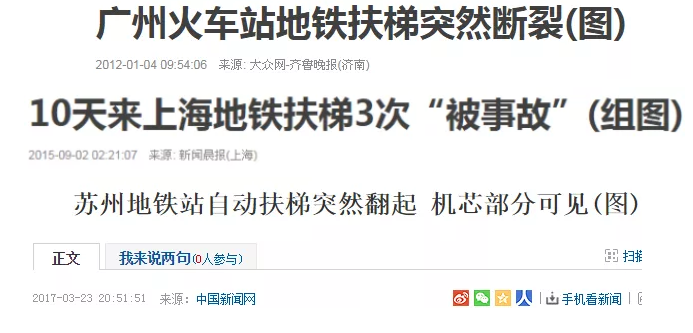 广州火车站地铁扶梯突然断裂(图)
2012-01-04 09:54:06 来源: 大众网-齐鲁晚报(济南)
10天来上海地铁扶梯3次“被事故”(组图)
2015-09-02 02:21:07 来源: 新闻晨报(上海)
苏州地铁站自动扶梯突然翻起 机芯部分可见(图)
正文 我来说两句(0人参与) 扫描
2017-03-23 20:51:51 来源: 中国新闻网 手机看新闻